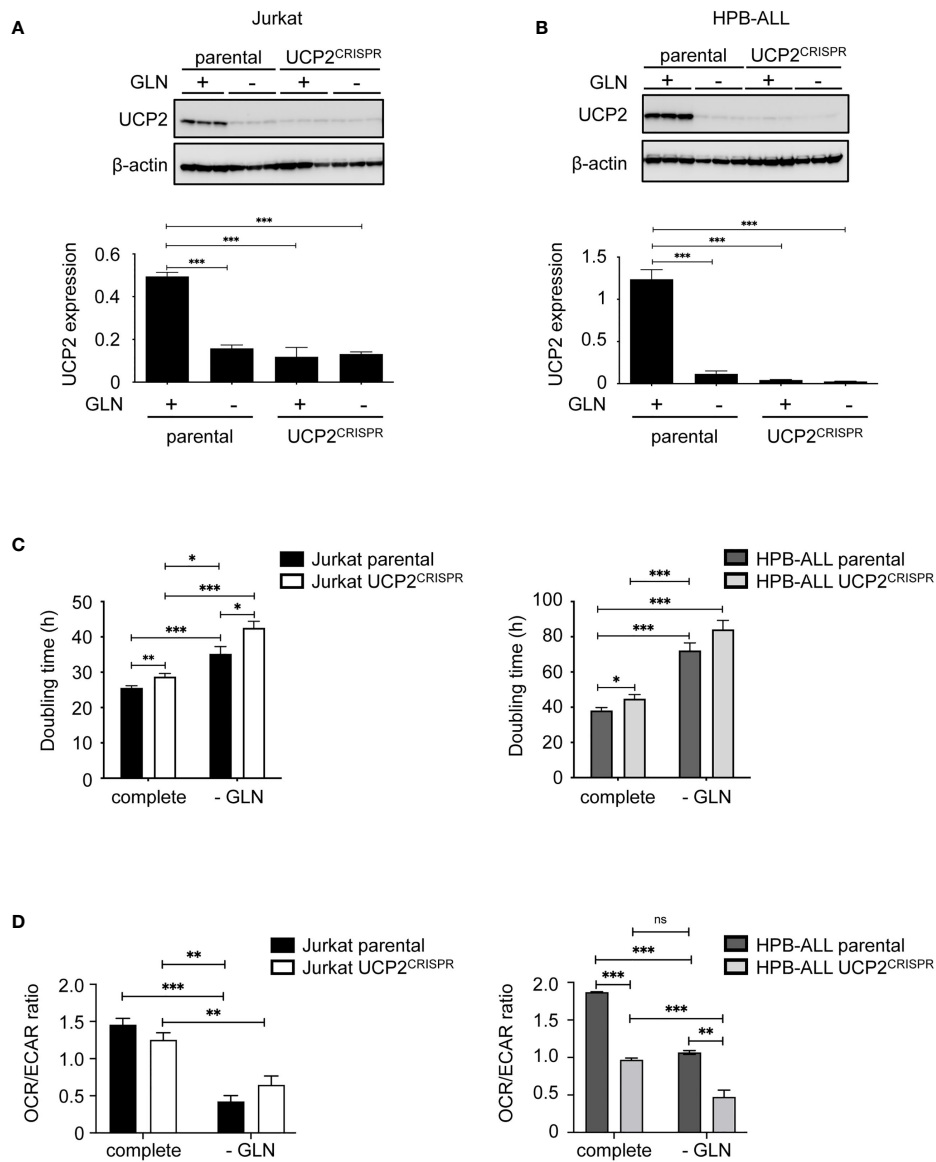 A
Jurkat
parental UCP2CRISPR
GLN + - + -
UCP2
β-actin
***
***
***
UCP2 expression
0.6
0.4
0.2
0
GLN + - + -
parental UCP2CRISPR
B
HPB-ALL
parental UCP2CRISPR
GLN + - + -
UCP2
β-actin
***
***
***
UCP2 expression
1.5
1
0.5
0
GLN + - + -
parental UCP2CRISPR
C
Jurkat parental
Jurkat UCP2CRISPR
*
***
*
***
**
Doubling time (h)
50
40
30
20
10
0
complete - GLN
HPB-ALL parental
HPB-ALL UCP2CRISPR
***
***
***
*
Doubling time (h)
100
80
60
40
20
0
complete - GLN
D
Jurkat parental
Jurkat UCP2CRISPR
**
***
**
OCR/ECAR ratio
2.0
1.5
1.0
0.5
0
complete - GLN
HPB-ALL parental
HPB-ALL UCP2CRISPR
ns
***
***
***
**
OCR/ECAR ratio
2.0
1.5
1.0
0.5
0
complete - GLN